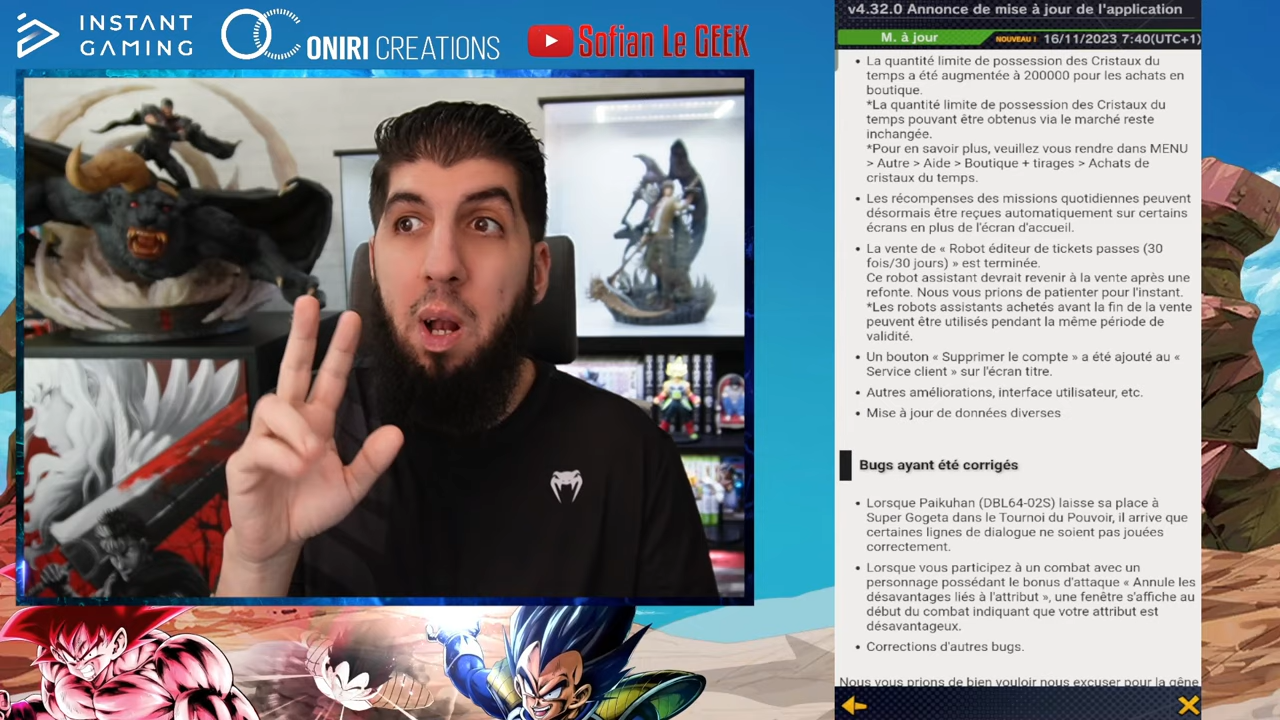 INSTANT
GAMING
ONIRI CREATIONS
Sofian Le GEEK
v4.32.0 Annonce de mise à jour de l'application
M. à jour
NOUVEAU !
16/11/2023 7:40(UTC+1)
• La quantité limite de possession des Cristaux du
temps a été augmentée à 200000 pour les achats en
boutique.
*La quantité limite de possession des Cristaux du
temps pouvant être obtenus via le marché reste
inchangée.
*Pour en savoir plus, veuillez vous rendre dans MENU
> Autre > Aide > Boutique + tirages > Achats de
cristaux du temps.
• Les récompenses des missions quotidiennes peuvent
désormais être reçues automatiquement sur certains
écrans en plus de l'écran d'accueil.
• La vente de « Robot éditeur de tickets passes (30
fois/30 jours) » est terminée.
Ce robot assistant devrait revenir à la vente après une
refonte. Nous vous prions de patienter pour l'instant.
*Les robots assistants achetés avant la fin de la vente
peuvent être utilisés pendant la même période de
validité.
• Un bouton « Supprimer le compte » a été ajouté au «
Service client » sur l'écran titre.
• Autres améliorations, interface utilisateur, etc.
• Mise à jour de données diverses
Bugs ayant été corrigés
• Lorsque Paikuhan (DBL64-02S) laisse sa place à
Super Gogeta dans le Tournoi du Pouvoir, il arrive que
certaines lignes de dialogue ne soient pas jouées
correctement.
• Lorsque vous participez à un combat avec un
personnage possédant le bonus d'attaque « Annule les
désavantages liés à l'attribut », une fenêtre s'affiche au
début du combat indiquant que votre attribut est
désavantageux.
• Corrections d'autres bugs.
Nous vous prions de bien vouloir nous excuser pour la gêne